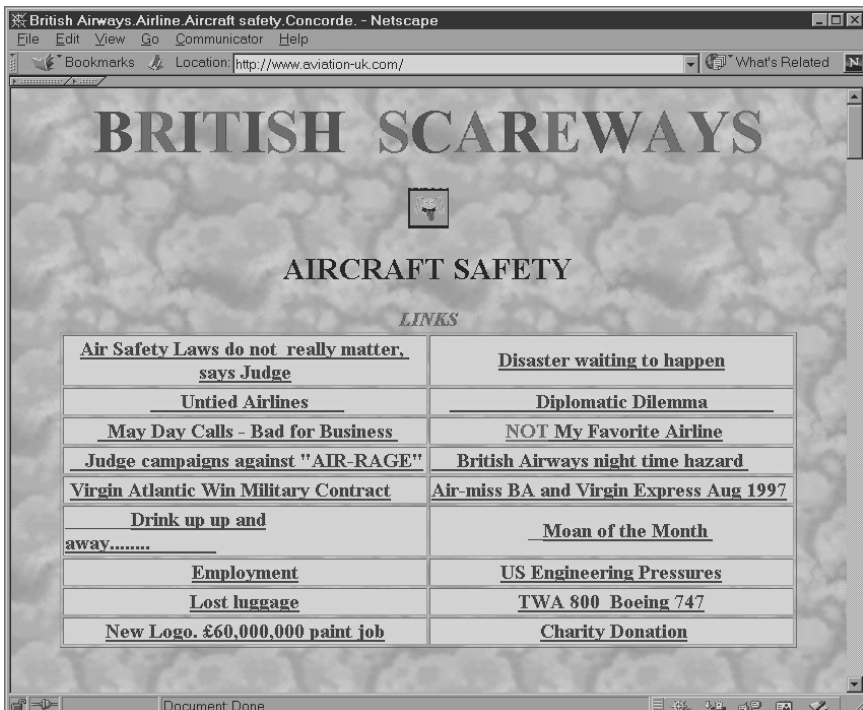 British Airways.Airline.Aircraft safety.Concorde. - Netscape
File Edit View Go Communicator Help
Bookmarks Location: http://www.aviation-uk.com/ What's Related N
BRITISH SCAREWAYS
AIRCRAFT SAFETY
LINKS
Air Safety Laws do not really matter,
says Judge
Disaster waiting to happen
Untied Airlines
Diplomatic Dilemma
May Day Calls - Bad for Business
NOT My Favorite Airline
Judge campaigns against "AIR-RAGE"
British Airways night time hazard
Virgin Atlantic Win Military Contract
Air-miss BA and Virgin Express Aug 1997
Drink up up and
away........
Moan of the Month
Employment
US Engineering Pressures
Lost luggage
TWA 800 Boeing 747
New Logo. £60,000,000 paint job
Charity Donation
Document Done